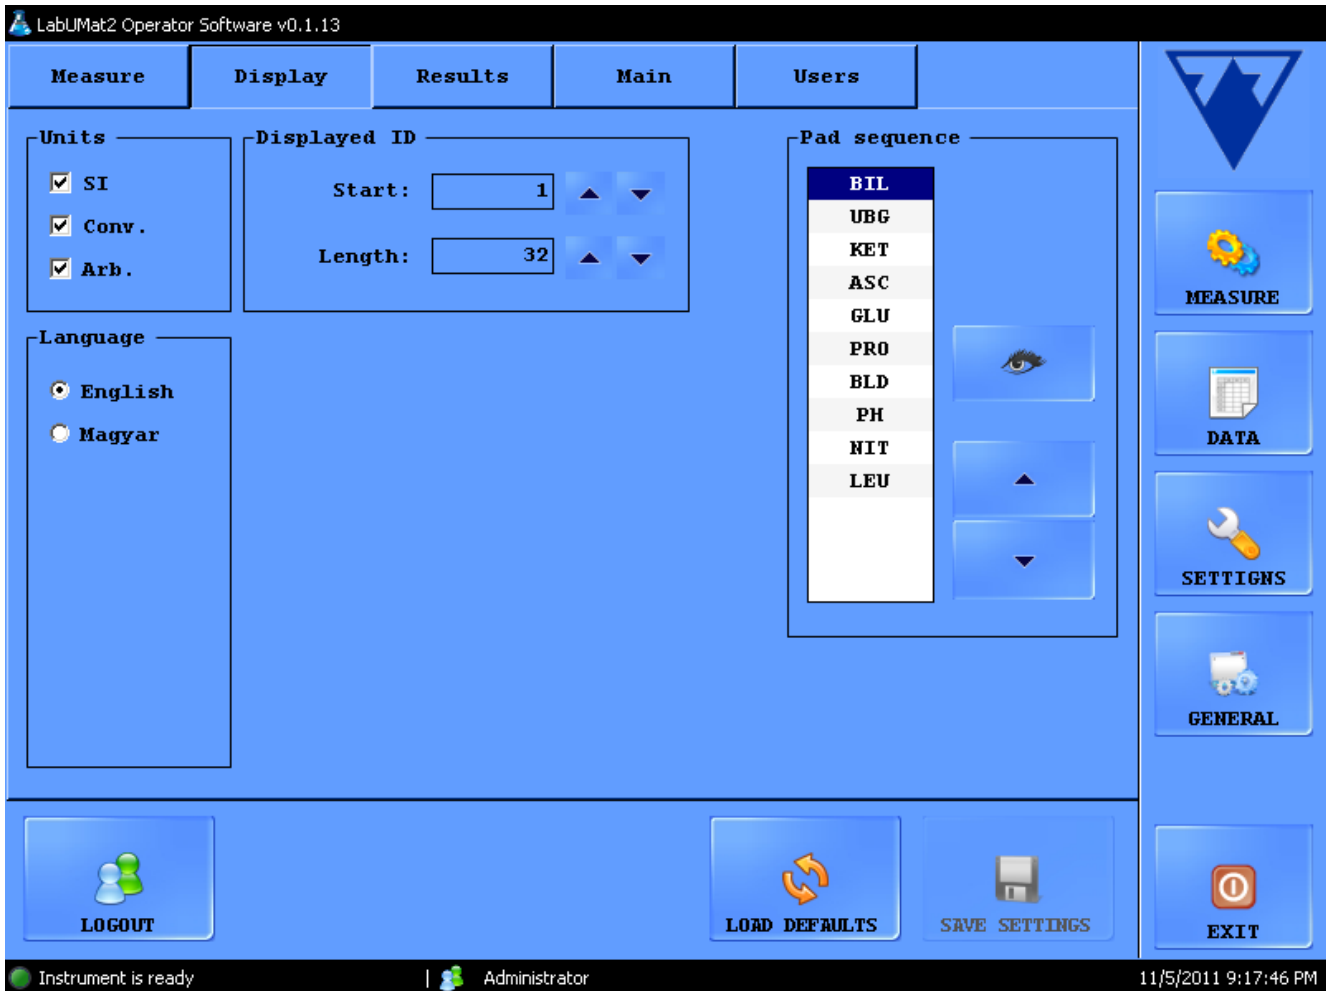 LabUMat2 Operator Software v0.1.13
Measure
Display
Results
Main
Users
Units
SI
Conv.
Arb.
Displayed ID
Start: 1
Length: 32
Language
English
Magyar
Pad sequence
BIL
UBG
KET
ASC
GLU
PRO
BLD
PH
NIT
LEU
MEASURE
DATA
SETTIGNS
GENERAL
LOGOUT
LOAD DEFAULTS
SAVE SETTINGS
EXIT
Instrument is ready
| Administrator
11/5/2011 9:17:46 PM